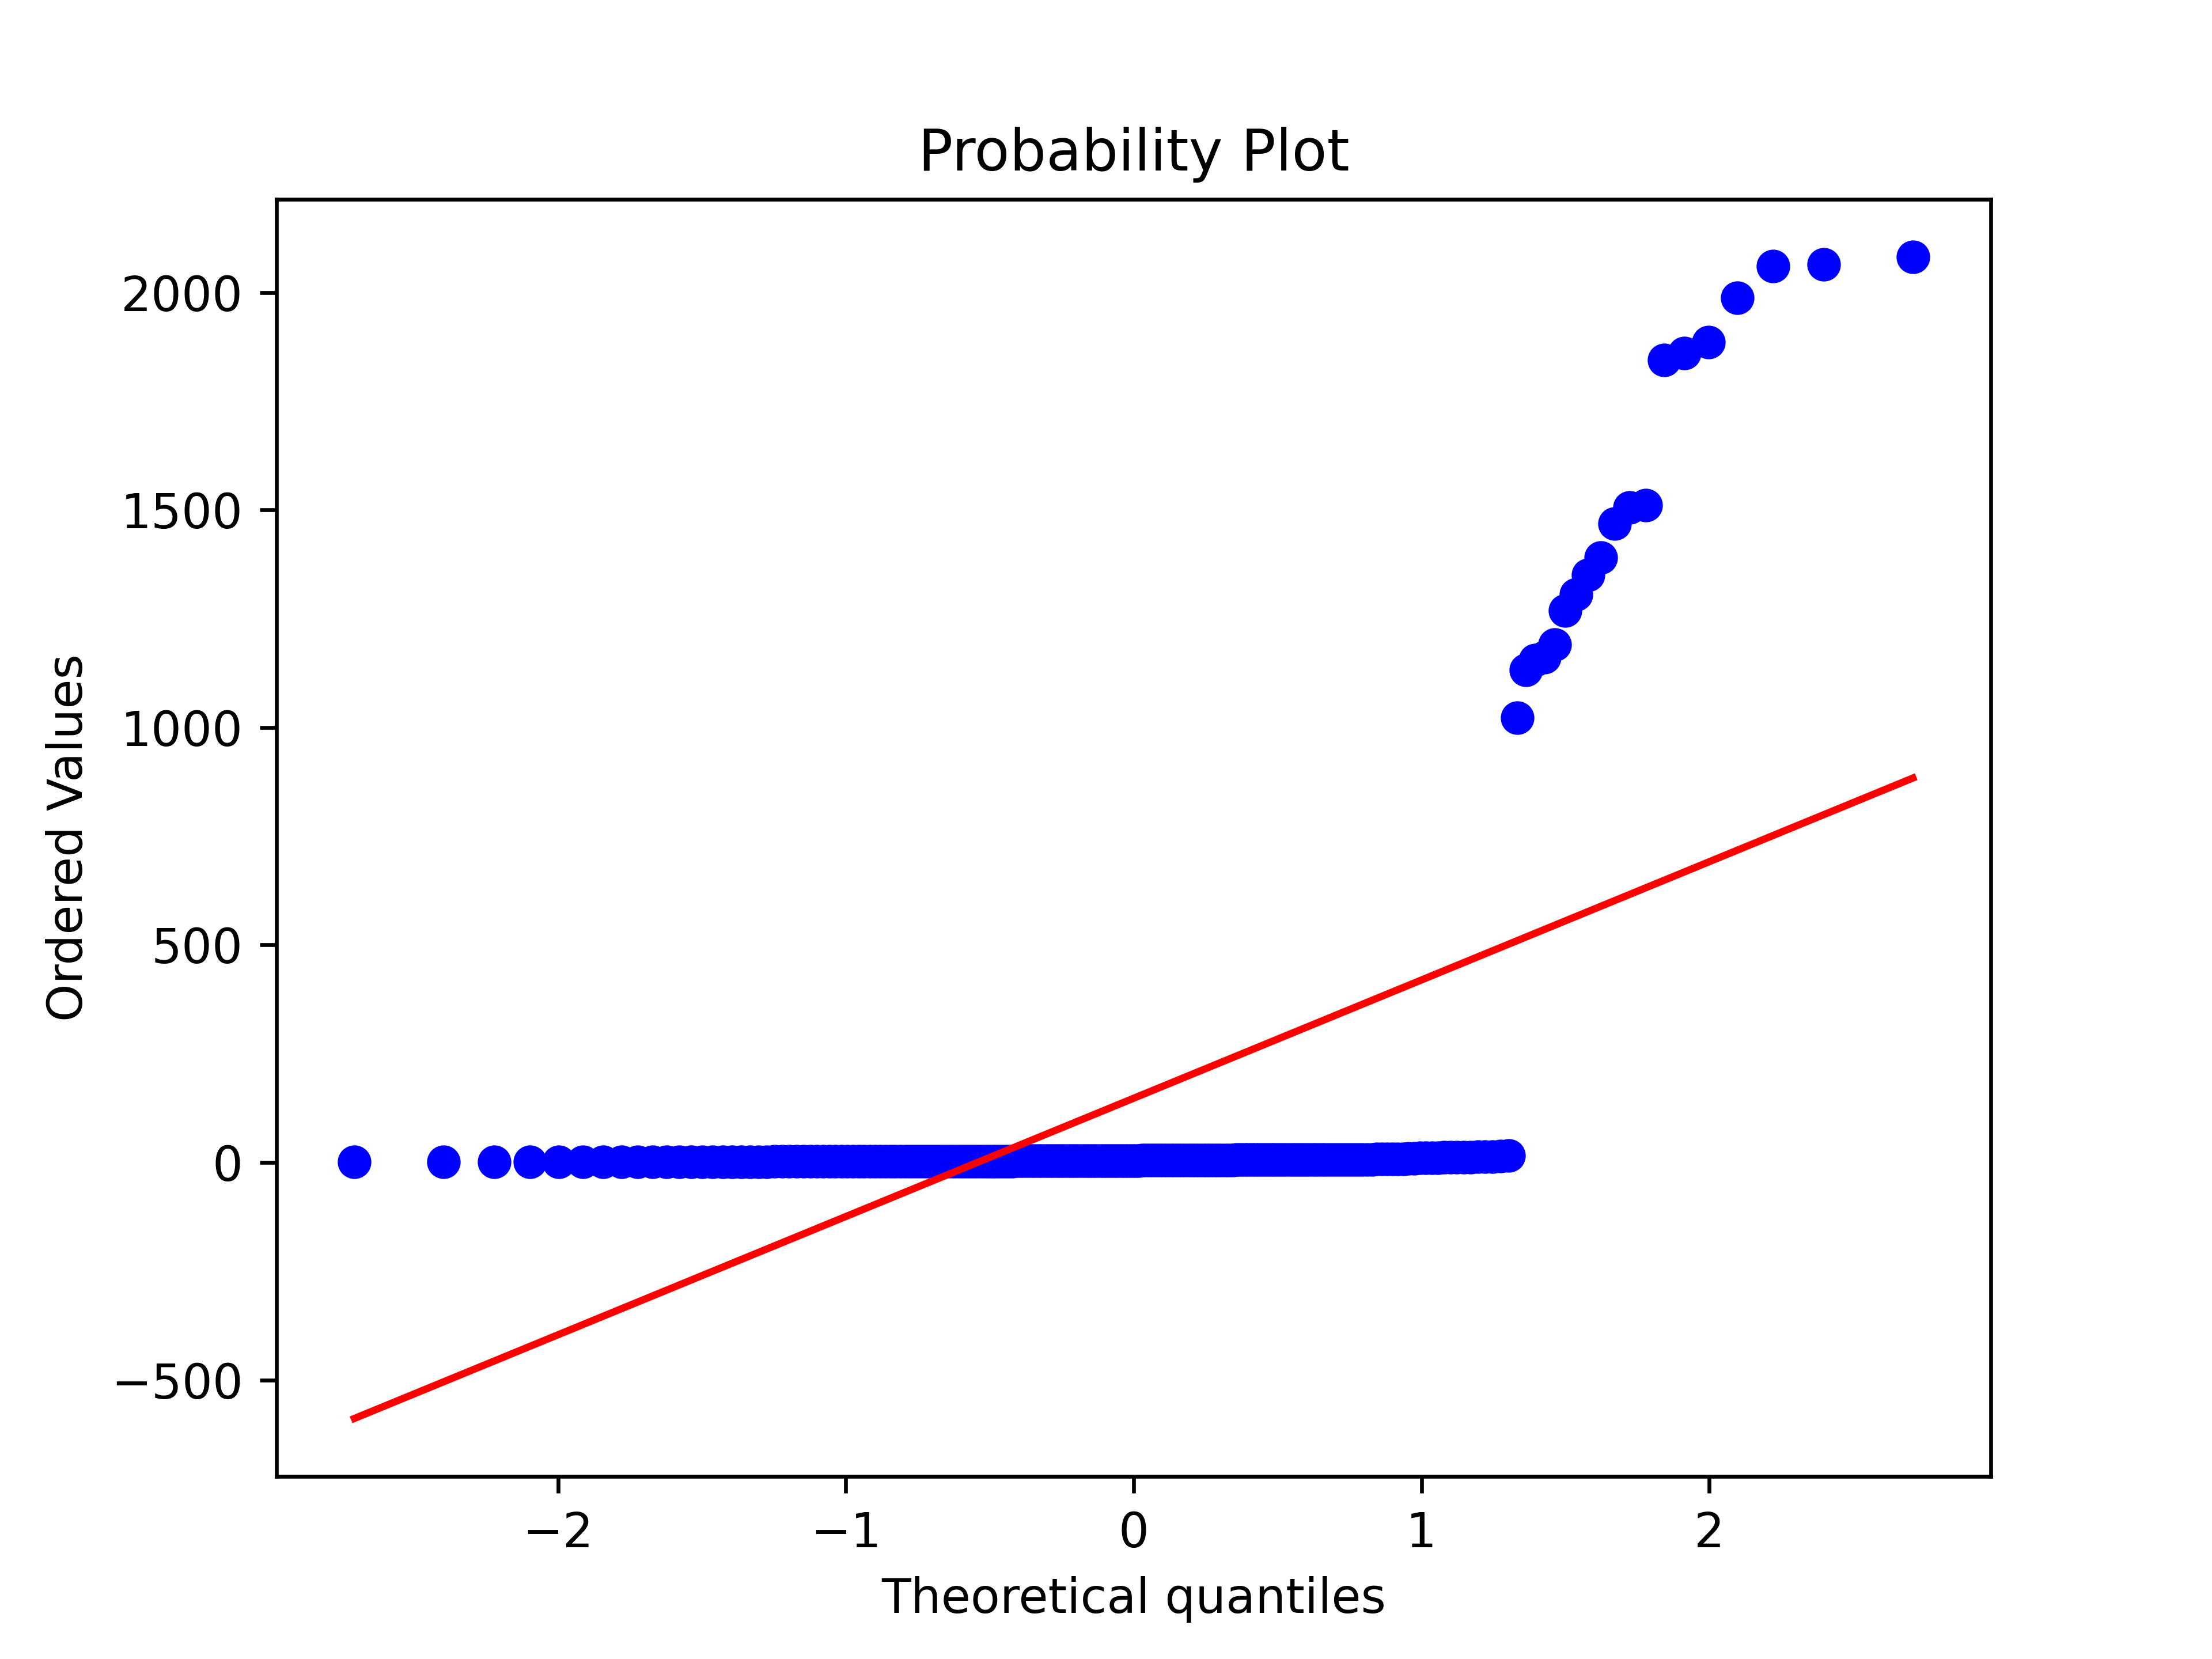 Probability Plot
Ordered Values
2000
1500
1000
500
0
−500
−2 −1 0 1 2
Theoretical quantiles